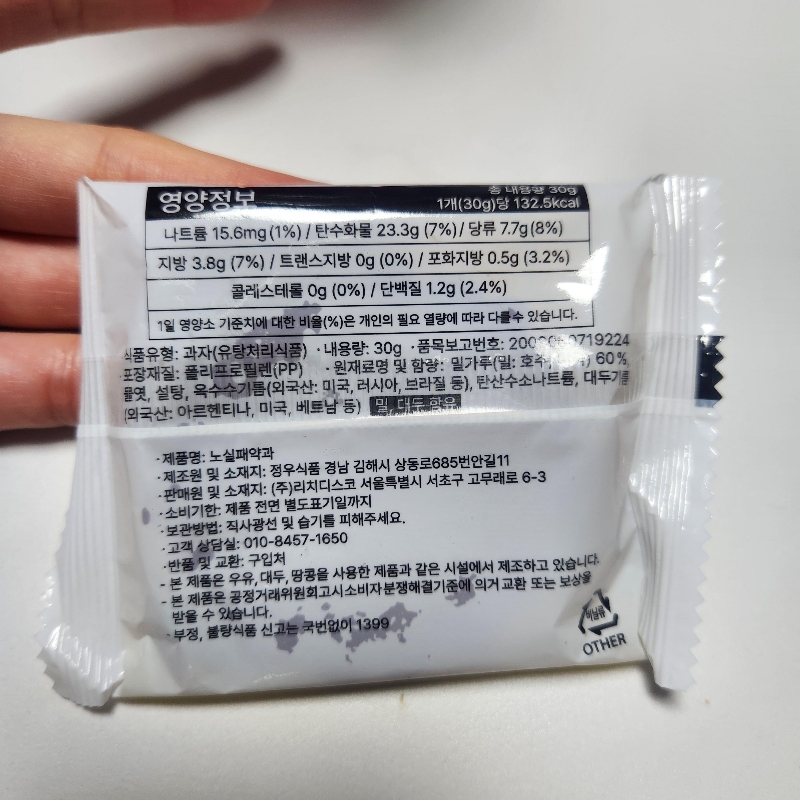 영양정보
총 내용량 30g
1개(30g)당 132.5kcal
나트륨 15.6mg (1%) / 탄수화물 23.3g (7%) / 당류 7.7g (8%)
지방 3.8g (7%) / 트랜스지방 0g (0%) / 포화지방 0.5g (3.2%)
콜레스테롤 0g (0%) / 단백질 1.2g (2.4%)
1일 영양소 기준치에 대한 비율(%)은 개인의 필요 열량에 따라 다를 수 있습니다.
식품유형: 과자(유탕처리식품) ·내용량: 30g ·품목보고번호:
포장재질: 폴리프로필렌(PP) ·원재료명 및 함량: 밀가루(밀: 60%,
물엿, 설탕, 옥수수기름(외국산: 미국, 러시아, 브라질 등), 탄산수소나트륨, 대두기름
(외국산: 아르헨티나, 미국, 베트남 등) 밀, 대두 함유
·제품명: 노실패약과
·제조원 및 소재지: 정우식품 경남 김해시 상동로685번안길11
·판매원 및 소재지: (주)리치디스코 서울특별시 서초구 고무래로 6-3
·소비기한: 제품 전면 별도표기일까지
·보관방법: 직사광선 및 습기를 피해주세요.
·고객 상담실: 010-8457-1650
·반품 및 교환: 구입처
- 본 제품은 우유, 대두, 땅콩을 사용한 제품과 같은 시설에서 제조하고 있습니다.
- 본 제품은 공정거래위원회고시소비자분쟁해결기준에 의거 교환 또는 보상을
받을 수 있습니다.
·부정, 불량식품 신고는 국번없이 1399
비닐류
OTHER